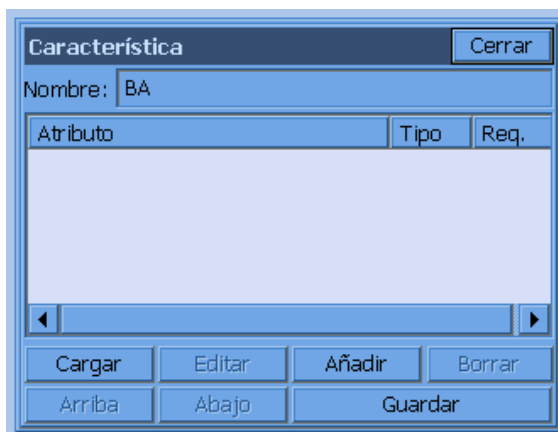 Característica Cerrar
Nombre: BA
Atributo Tipo Req.
Cargar Editar Añadir Borrar
Arriba Abajo Guardar